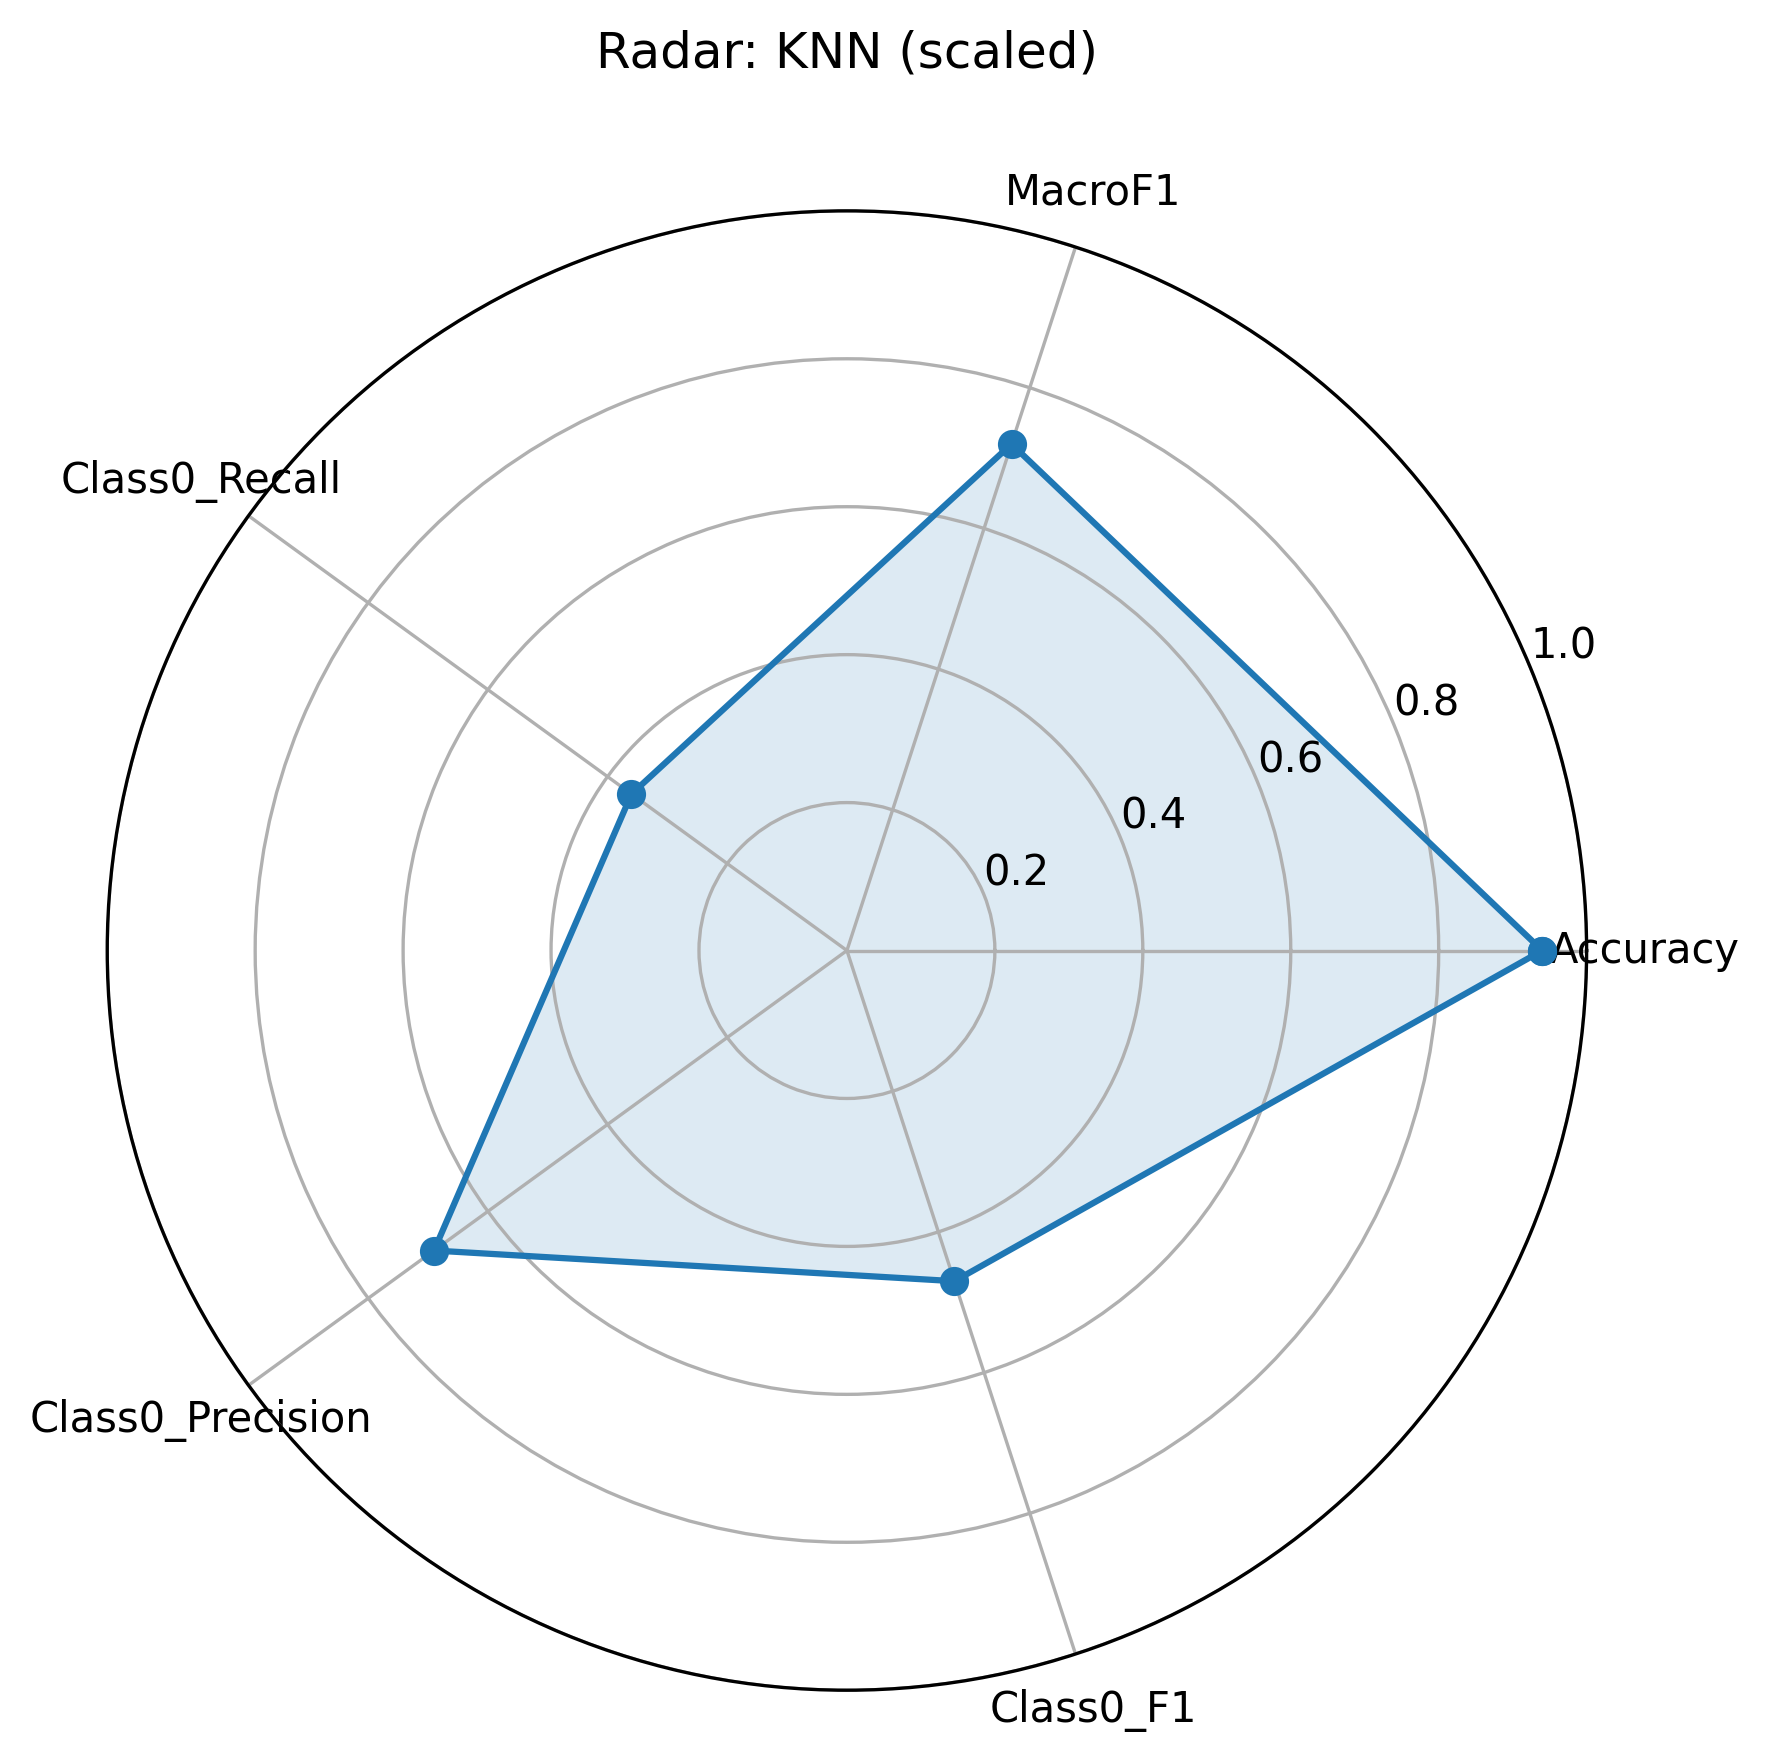 Radar: KNN (scaled)
MacroF1
Class0_Recall
1.0
0.8
0.6
0.4
0.2
Accuracy
Class0_Precision
Class0_F1